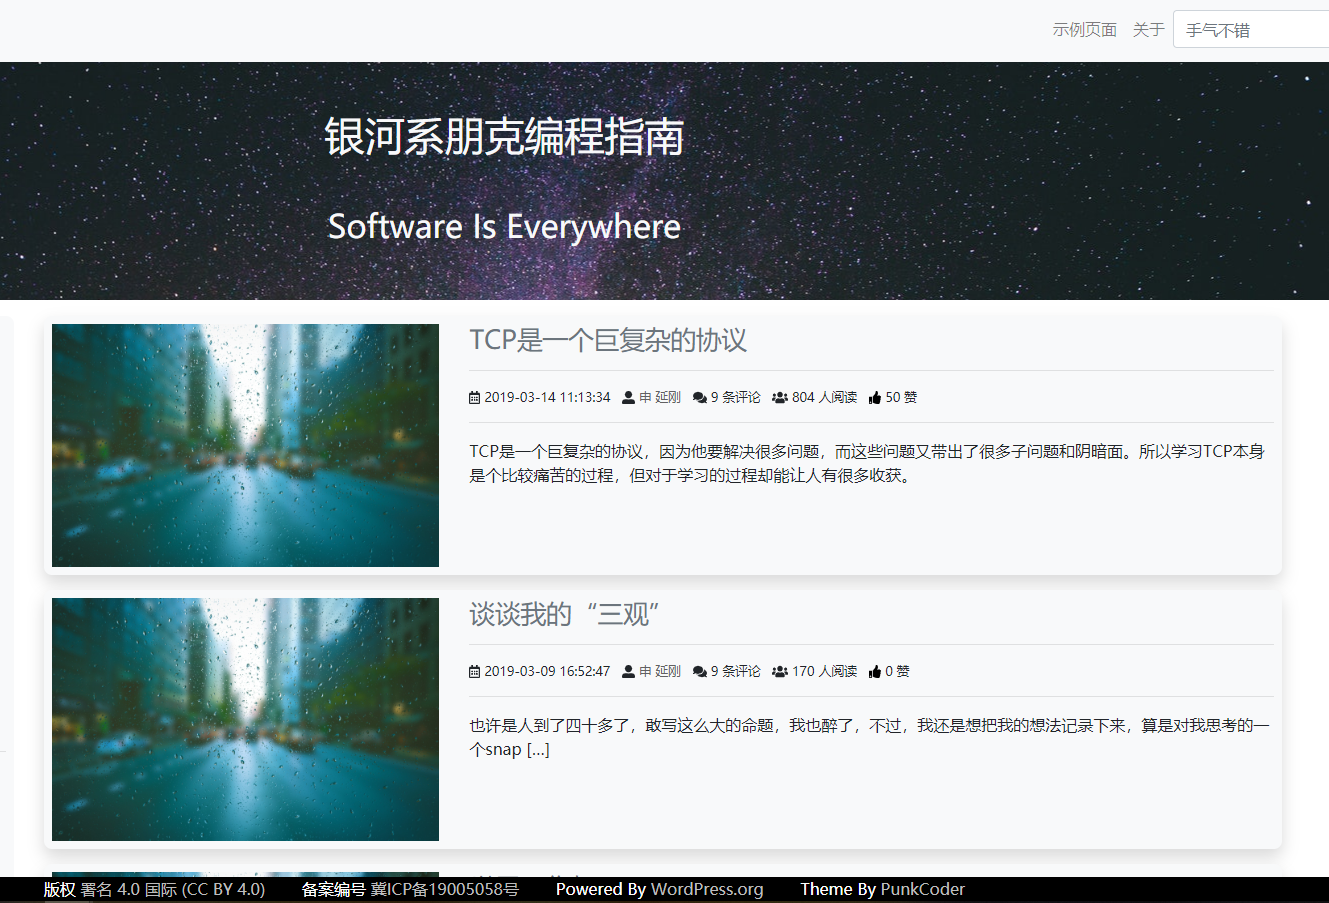 示例页面 关于 手气不错
银河系朋克编程指南
Software Is Everywhere
TCP是一个巨复杂的协议
2019-03-14 11:13:34 申 延刚 9 条评论 804 人阅读 50 赞
TCP是一个巨复杂的协议，因为他要解决很多问题，而这些问题又带出了很多子问题和阴暗面。所以学习TCP本身
是个比较痛苦的过程，但对于学习的过程却能让人有很多收获。
谈谈我的“三观”
2019-03-09 16:52:47 申 延刚 9 条评论 170 人阅读 0 赞
也许是人到了四十多了，敢写这么大的命题，我也醉了，不过，我还是想把我的想法记录下来，算是对我思考的一
个snap [...]
版权 署名 4.0 国际 (CC BY 4.0) 备案编号 冀ICP备19005058号 Powered By WordPress.org Theme By PunkCoder